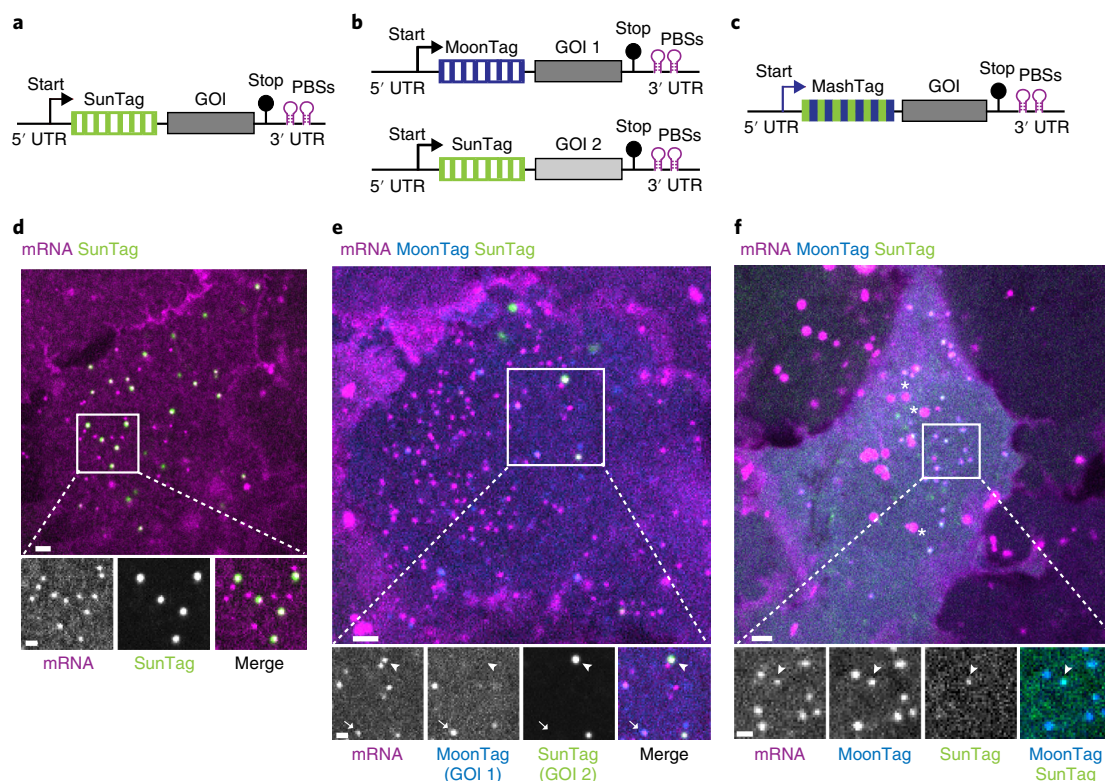 a
Start
SunTag
GOI
Stop
PBSs
5′ UTR
3′ UTR
b
Start
MoonTag
GOI 1
Stop
PBSs
5′ UTR
3′ UTR
Start
SunTag
GOI 2
Stop
PBSs
5′ UTR
3′ UTR
c
Start
MashTag
GOI
Stop
PBSs
5′ UTR
3′ UTR
d
mRNA SunTag
mRNA
SunTag
Merge
e
mRNA MoonTag SunTag
mRNA
MoonTag
(GOI 1)
SunTag
(GOI 2)
Merge
f
mRNA MoonTag SunTag
*
*
*
mRNA
MoonTag
SunTag
MoonTag
SunTag